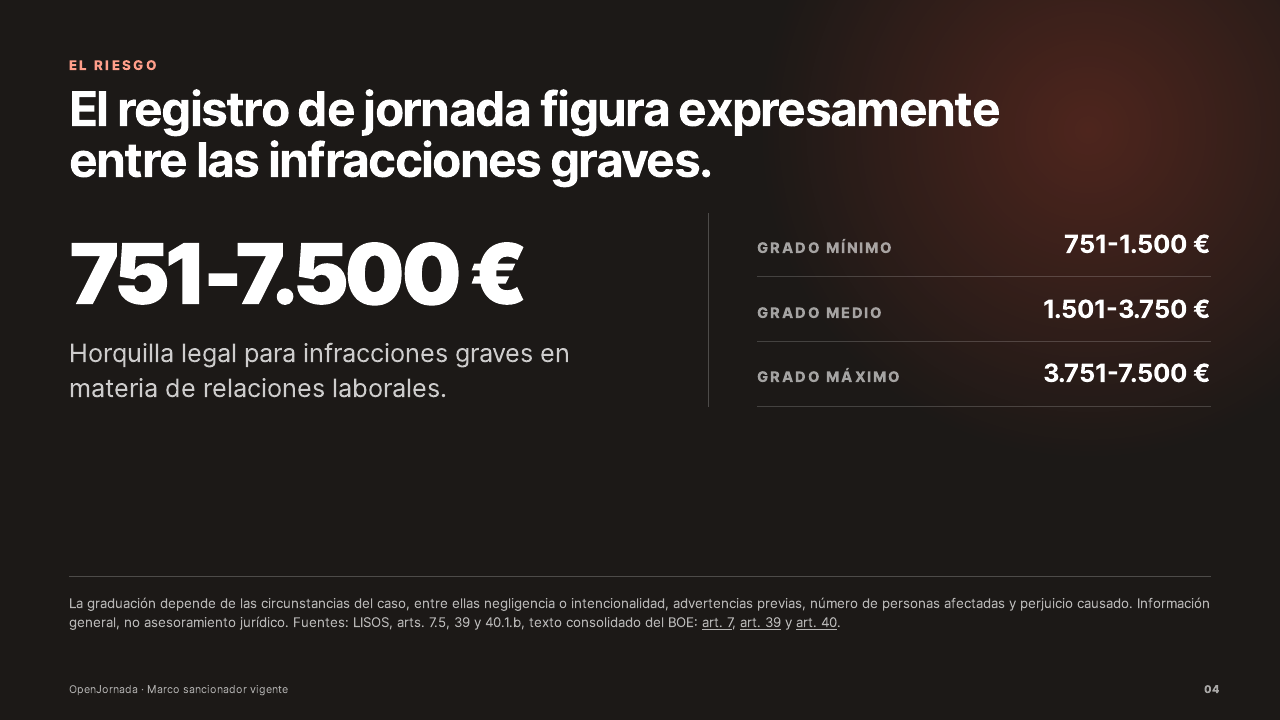 EL RIESGO
El registro de jornada figura expresamente
entre las infracciones graves.
751-7.500 €
Horquilla legal para infracciones graves en
materia de relaciones laborales.
GRADO MÍNIMO 751-1.500 €
GRADO MEDIO 1.501-3.750 €
GRADO MÁXIMO 3.751-7.500 €
La graduación depende de las circunstancias del caso, entre ellas negligencia o intencionalidad, advertencias previas, número de personas afectadas y perjuicio causado. Información
general, no asesoramiento jurídico. Fuentes: LISOS, arts. 7.5, 39 y 40.1.b, texto consolidado del BOE: art. 7, art. 39 y art. 40.
OpenJornada · Marco sancionador vigente 04